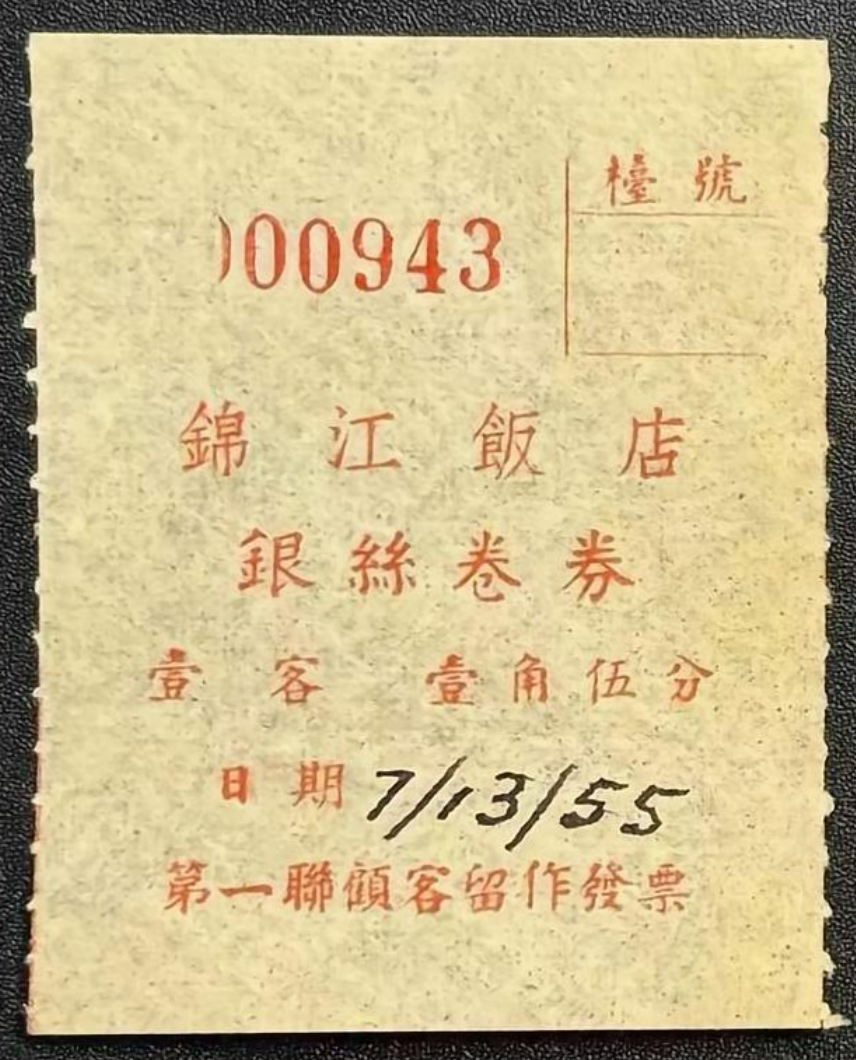 檯號
000943
錦江飯店
銀絲卷券
壹客 壹角伍分
日期 7/13/55
第一聯顧客留作發票